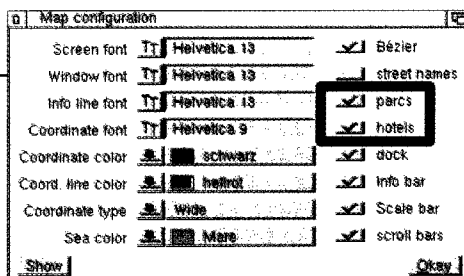 Map configuration
Screen font Helvetica 13 Bézier
Window font Helvetica 13 street names
Info line font Helvetica 13 parcs
Coordinate font Helvetica 9 hotels
Coordinate color schwarz dock
Coord. line color hellrot Info bar
Coordinate type Wide Scale bar
Sea color Mare scroll bars
Show Okay